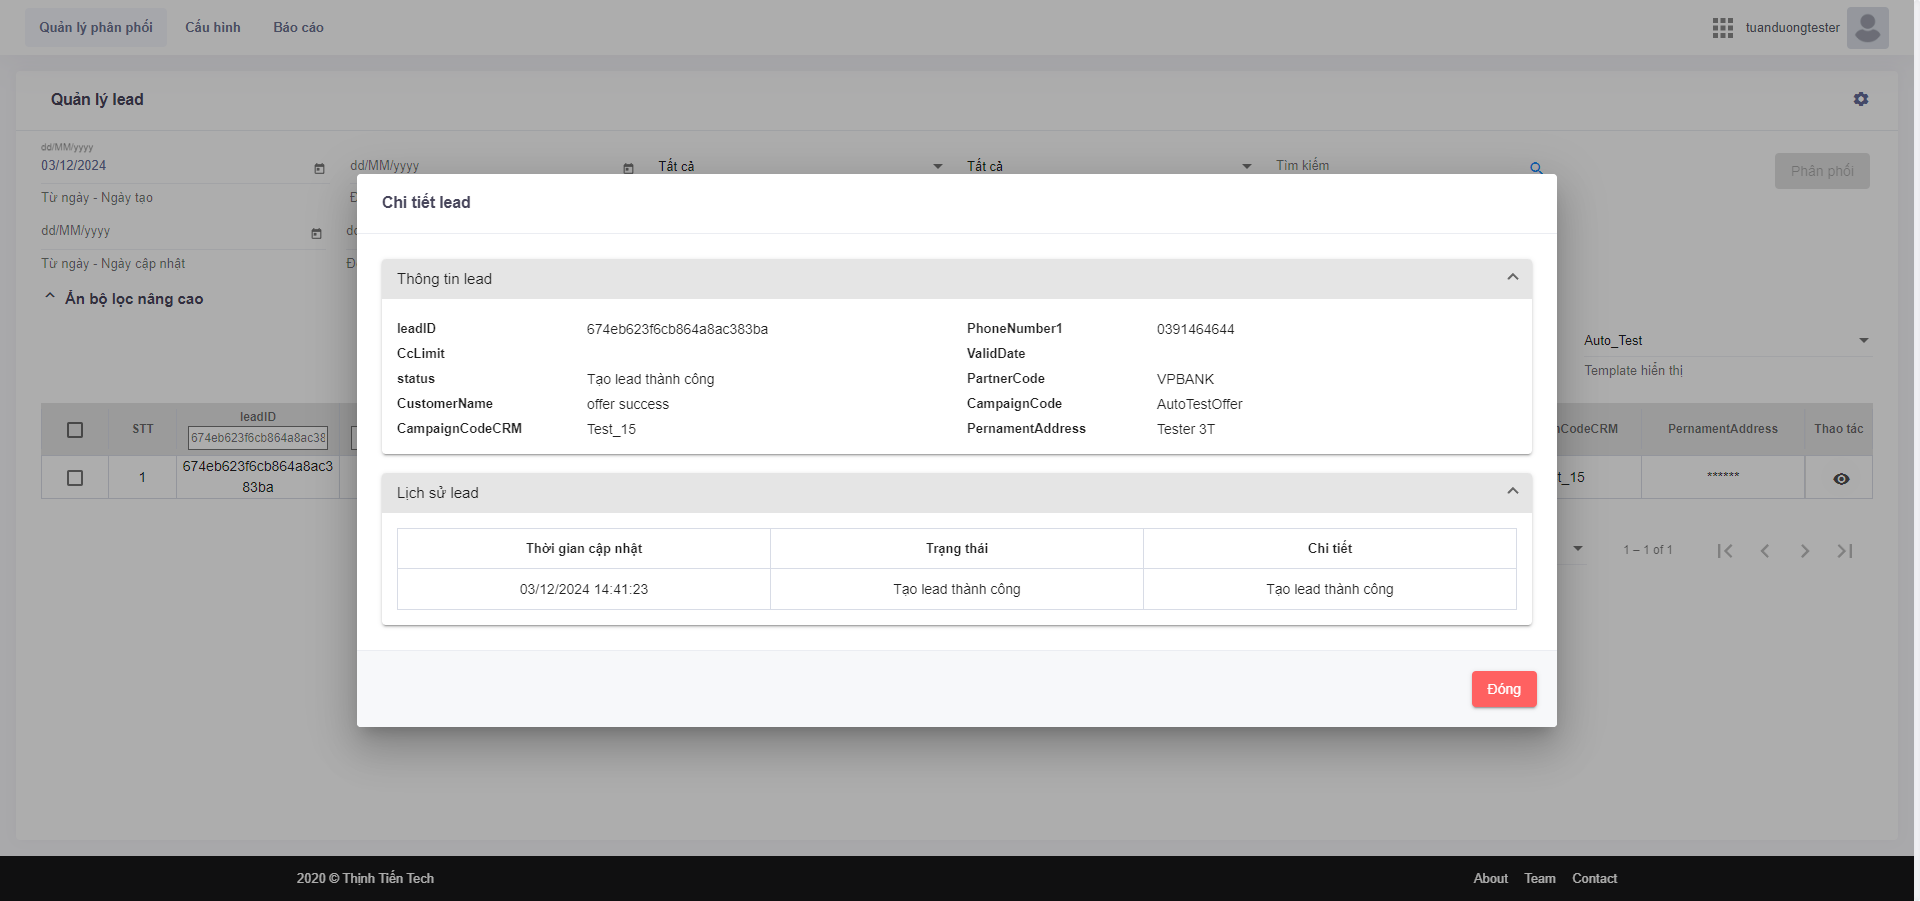 Quản lý phân phối Cấu hình Báo cáo tuanduongtester
Quản lý lead
dd/MM/yyyy
03/12/2024 dd/MM/yyyy Tất cả Tất cả Tìm kiếm Phân phối
Từ ngày - Ngày tạo
dd/MM/yyyy
Từ ngày - Ngày cập nhật
Ẩn bộ lọc nâng cao
Auto_Test
Template hiển thị
STT leadID CodeCRM PernamentAddress Thao tác
674eb623f6cb864a8ac38
1 674eb623f6cb864a8ac3 t_15 ******
83ba
1 – 1 of 1
Chi tiết lead
Thông tin lead
leadID 674eb623f6cb864a8ac383ba PhoneNumber1 0391464644
CcLimit ValidDate
status Tạo lead thành công PartnerCode VPBANK
CustomerName offer success CampaignCode AutoTestOffer
CampaignCodeCRM Test_15 PernamentAddress Tester 3T
Lịch sử lead
Thời gian cập nhật Trạng thái Chi tiết
03/12/2024 14:41:23 Tạo lead thành công Tạo lead thành công
Đóng
2020 © Thịnh Tiến Tech About Team Contact